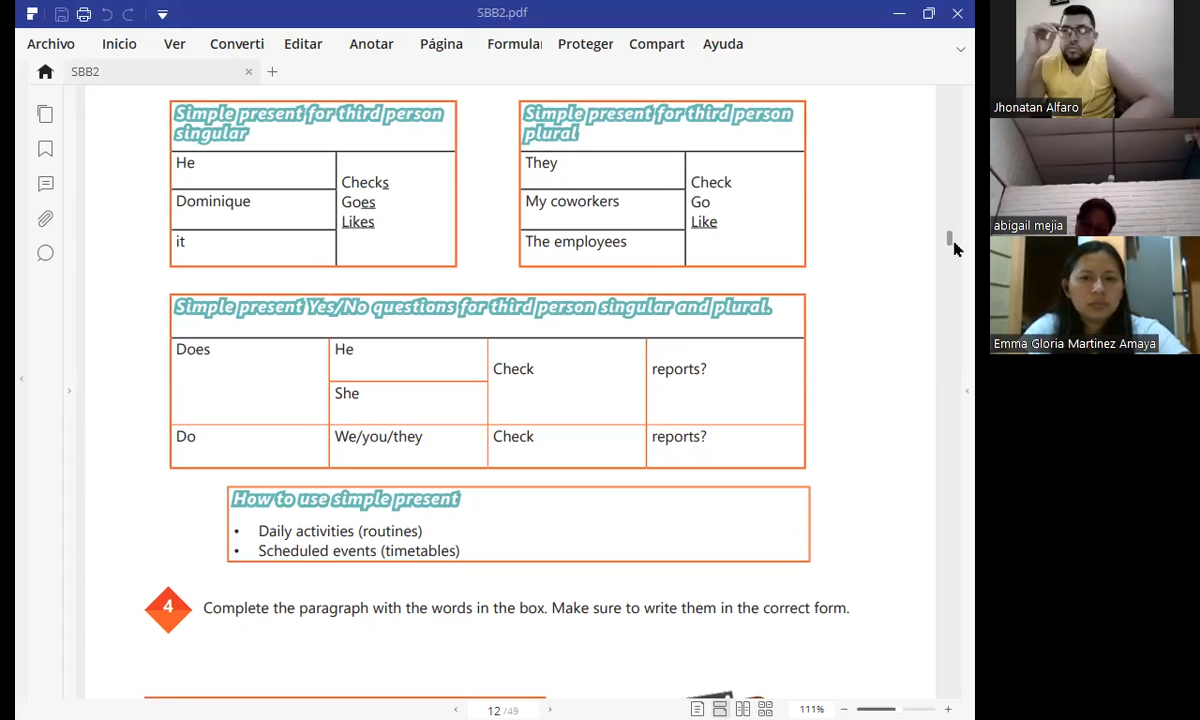 SBB2.pdf
Archivo Inicio Ver Converti Editar Anotar Página Formular Proteger Compart Ayuda
SBB2
Simple present for third person singular
He
Dominique
it
Checks
Goes
Likes
Simple present for third person plural
They
My coworkers
The employees
Check
Go
Like
Simple present Yes/No questions for third person singular and plural.
Does He Check reports?
She
Do We/you/they Check reports?
How to use simple present
• Daily activities (routines)
• Scheduled events (timetables)
4 Complete the paragraph with the words in the box. Make sure to write them in the correct form.
12 /49
111%
Jhonatan Alfaro
abigail mejia
Emma Gloria Martinez Amaya